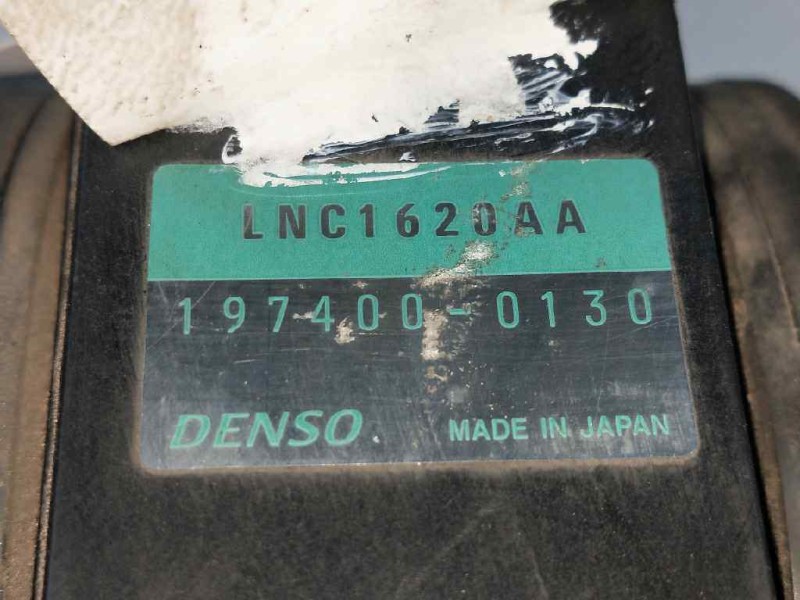 LNC1620AA
197400-0130
DENSO MADE IN JAPAN